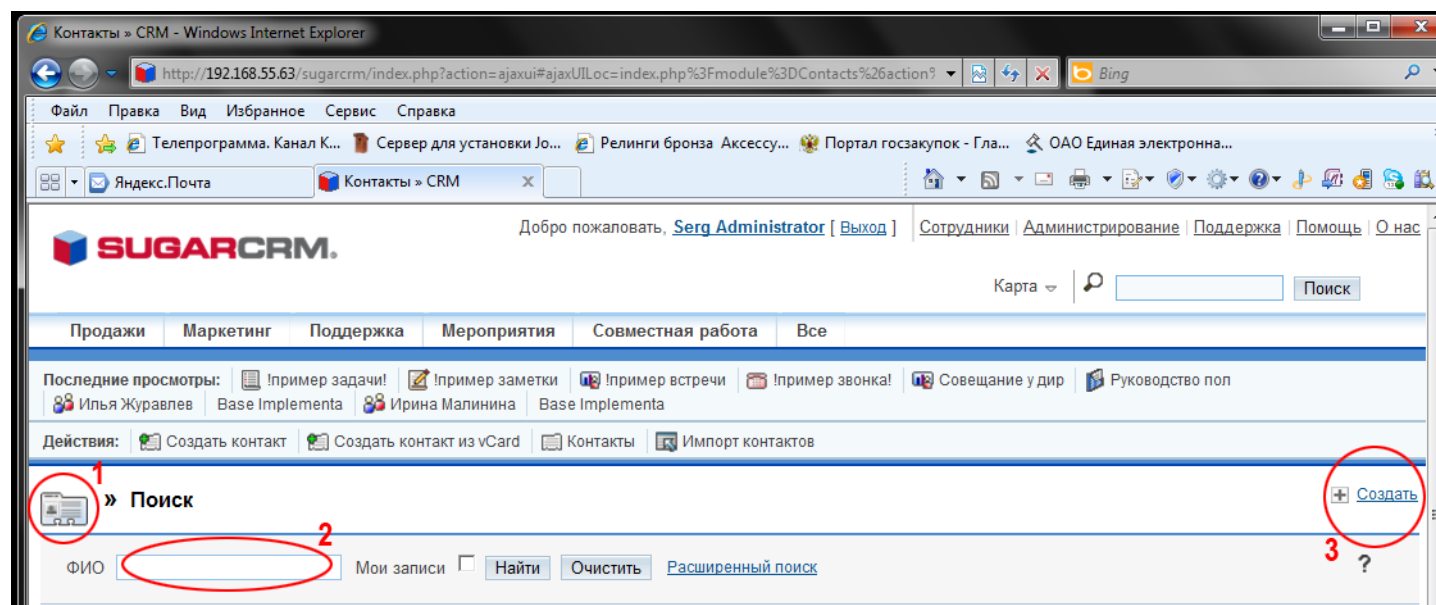 Контакты » CRM - Windows Internet Explorer
http://192.168.55.63/sugarcrm/index.php?action=ajaxui#ajaxUILoc=index.php%3Fmodule%3DContacts%26action%
Bing
Файл Правка Вид Избранное Сервис Справка
Телепрограмма. Канал К... Сервер для установки Jo... Релинги бронза Аксессу... Портал госзакупок - Гла... ОАО Единая электронна...
Яндекс.Почта Контакты » CRM x
SUGARCRM.
Добро пожаловать, Serg Administrator [ Выход ] Сотрудники Администрирование Поддержка Помощь О нас
Карта Поиск
Продажи Маркетинг Поддержка Мероприятия Совместная работа Все
Последние просмотры: !пример задачи! !пример заметки !пример встречи !пример звонка! Совещание у дир Руководство пол
Илья Журавлев Base Implementa Ирина Малинина Base Implementa
Действия: Создать контакт Создать контакт из vCard Контакты Импорт контактов
1
» Поиск
Создать
2
3
ФИО Мои записи Найти Очистить Расширенный поиск ?